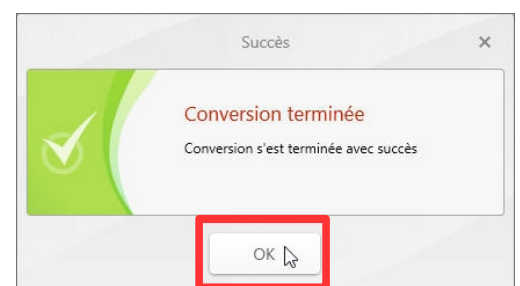 Succès
Conversion terminée
Conversion s'est terminée avec succès
OK